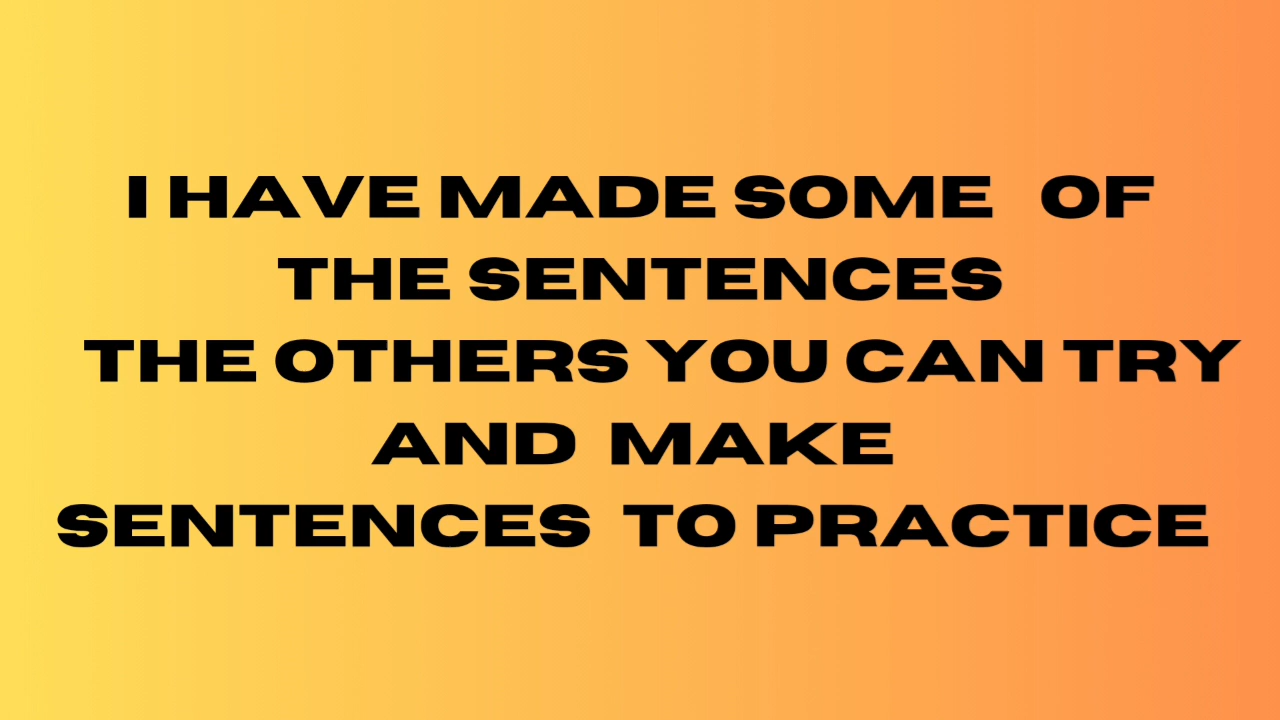 I HAVE MADE SOME OF
THE SENTENCES
THE OTHERS YOU CAN TRY
AND MAKE
SENTENCES TO PRACTICE